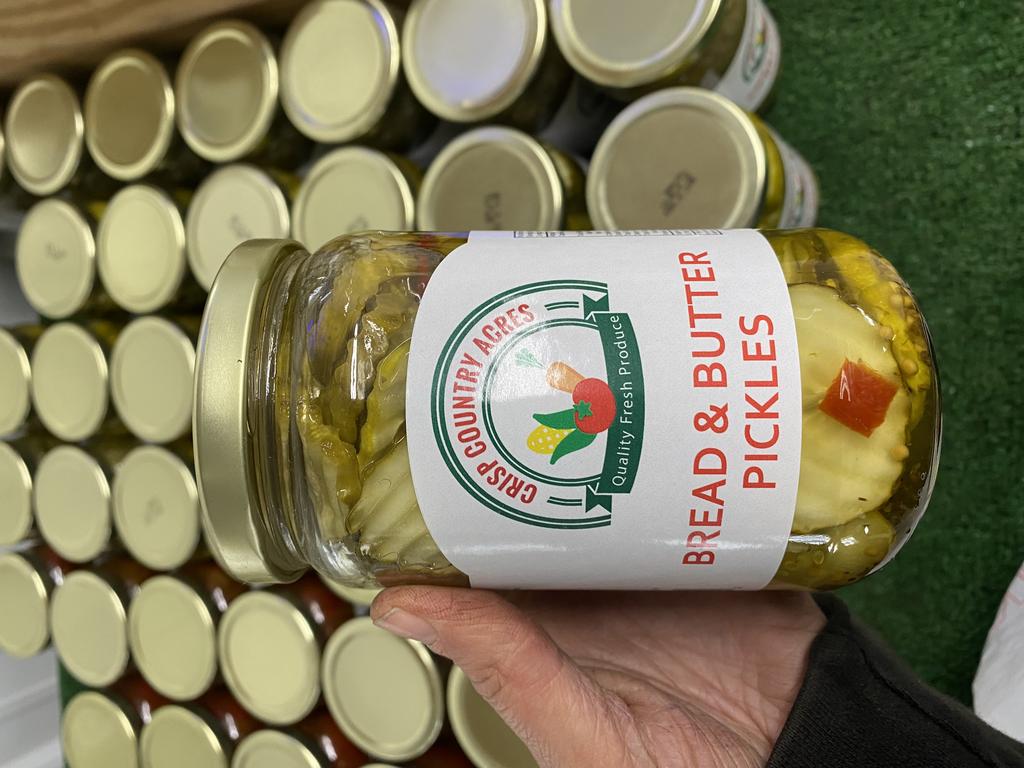 CRISP COUNTRY ACRES
Quality Fresh Produce
BREAD & BUTTER
PICKLES